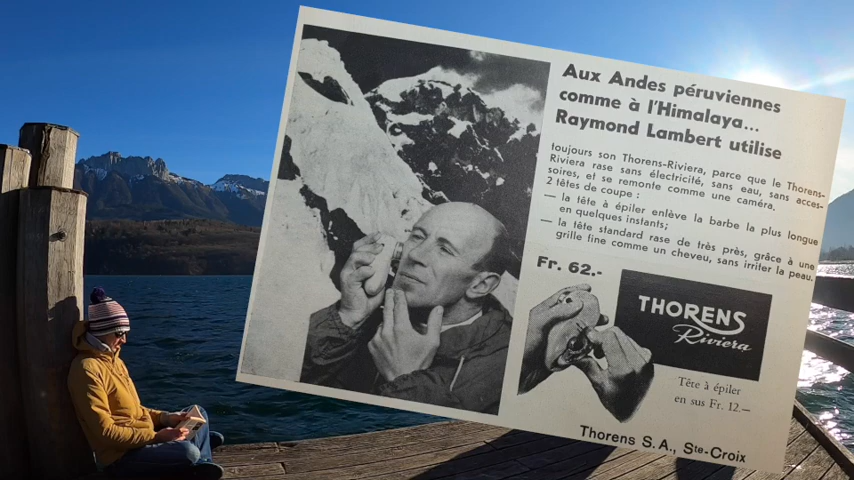 Aux Andes péruviennes
comme à l'Himalaya...
Raymond Lambert utilise
toujours son Thorens-Riviera, parce que le Thorens-
Riviera rase sans électricité, sans eau, sans acces-
soires, et se remonte comme une caméra.
2 têtes de coupe :
— la tête à épiler enlève la barbe la plus longue
en quelques instants;
— la tête standard rase de très près, grâce à une
grille fine comme un cheveu, sans irriter la peau.
Fr. 62.-
THORENS
Riviera
Tête à épiler
en sus Fr. 12.—
Thorens S.A., Ste-Croix